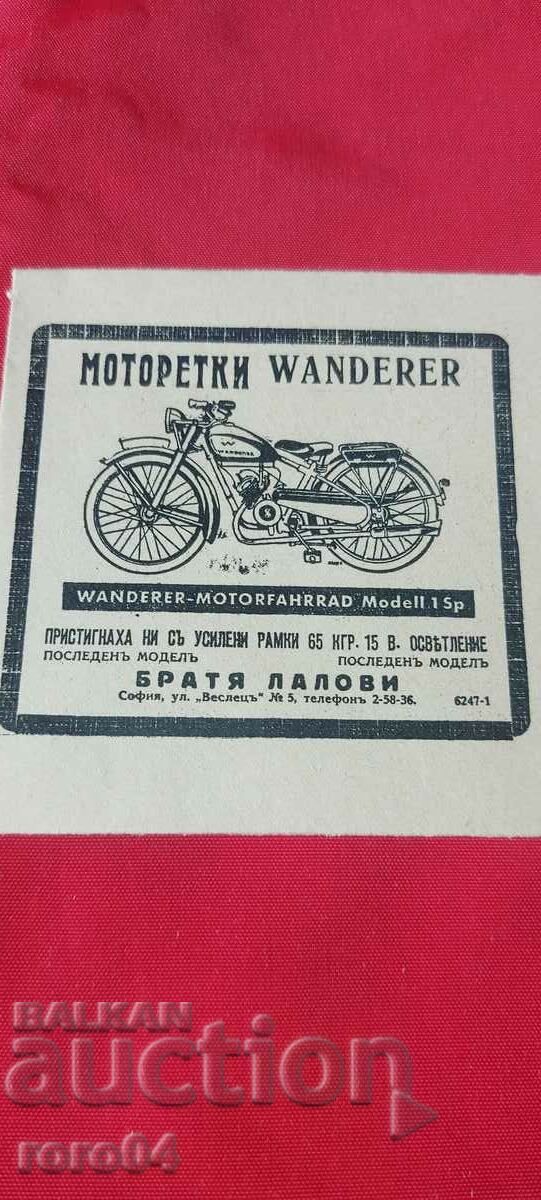 МОТОРЕТКИ WANDERER
W
WANDERER
W
WANDERER-MOTORFAHRRAD Modell 1 Sp
ПРИСТИГНАХА НИ СЪ УСИЛЕНИ РАМКИ 65 КГР. 15 В. ОСВѢТЛЕНИЕ
ПОСЛЕДЕНЪ МОДЕЛЪ ПОСЛЕДЕНЪ МОДЕЛЪ
БРАТЯ ЛАЛОВИ
София, ул. „Веслецъ" № 5, телефонъ 2-58-36. 6247-1
BALKAN
auction
roro04